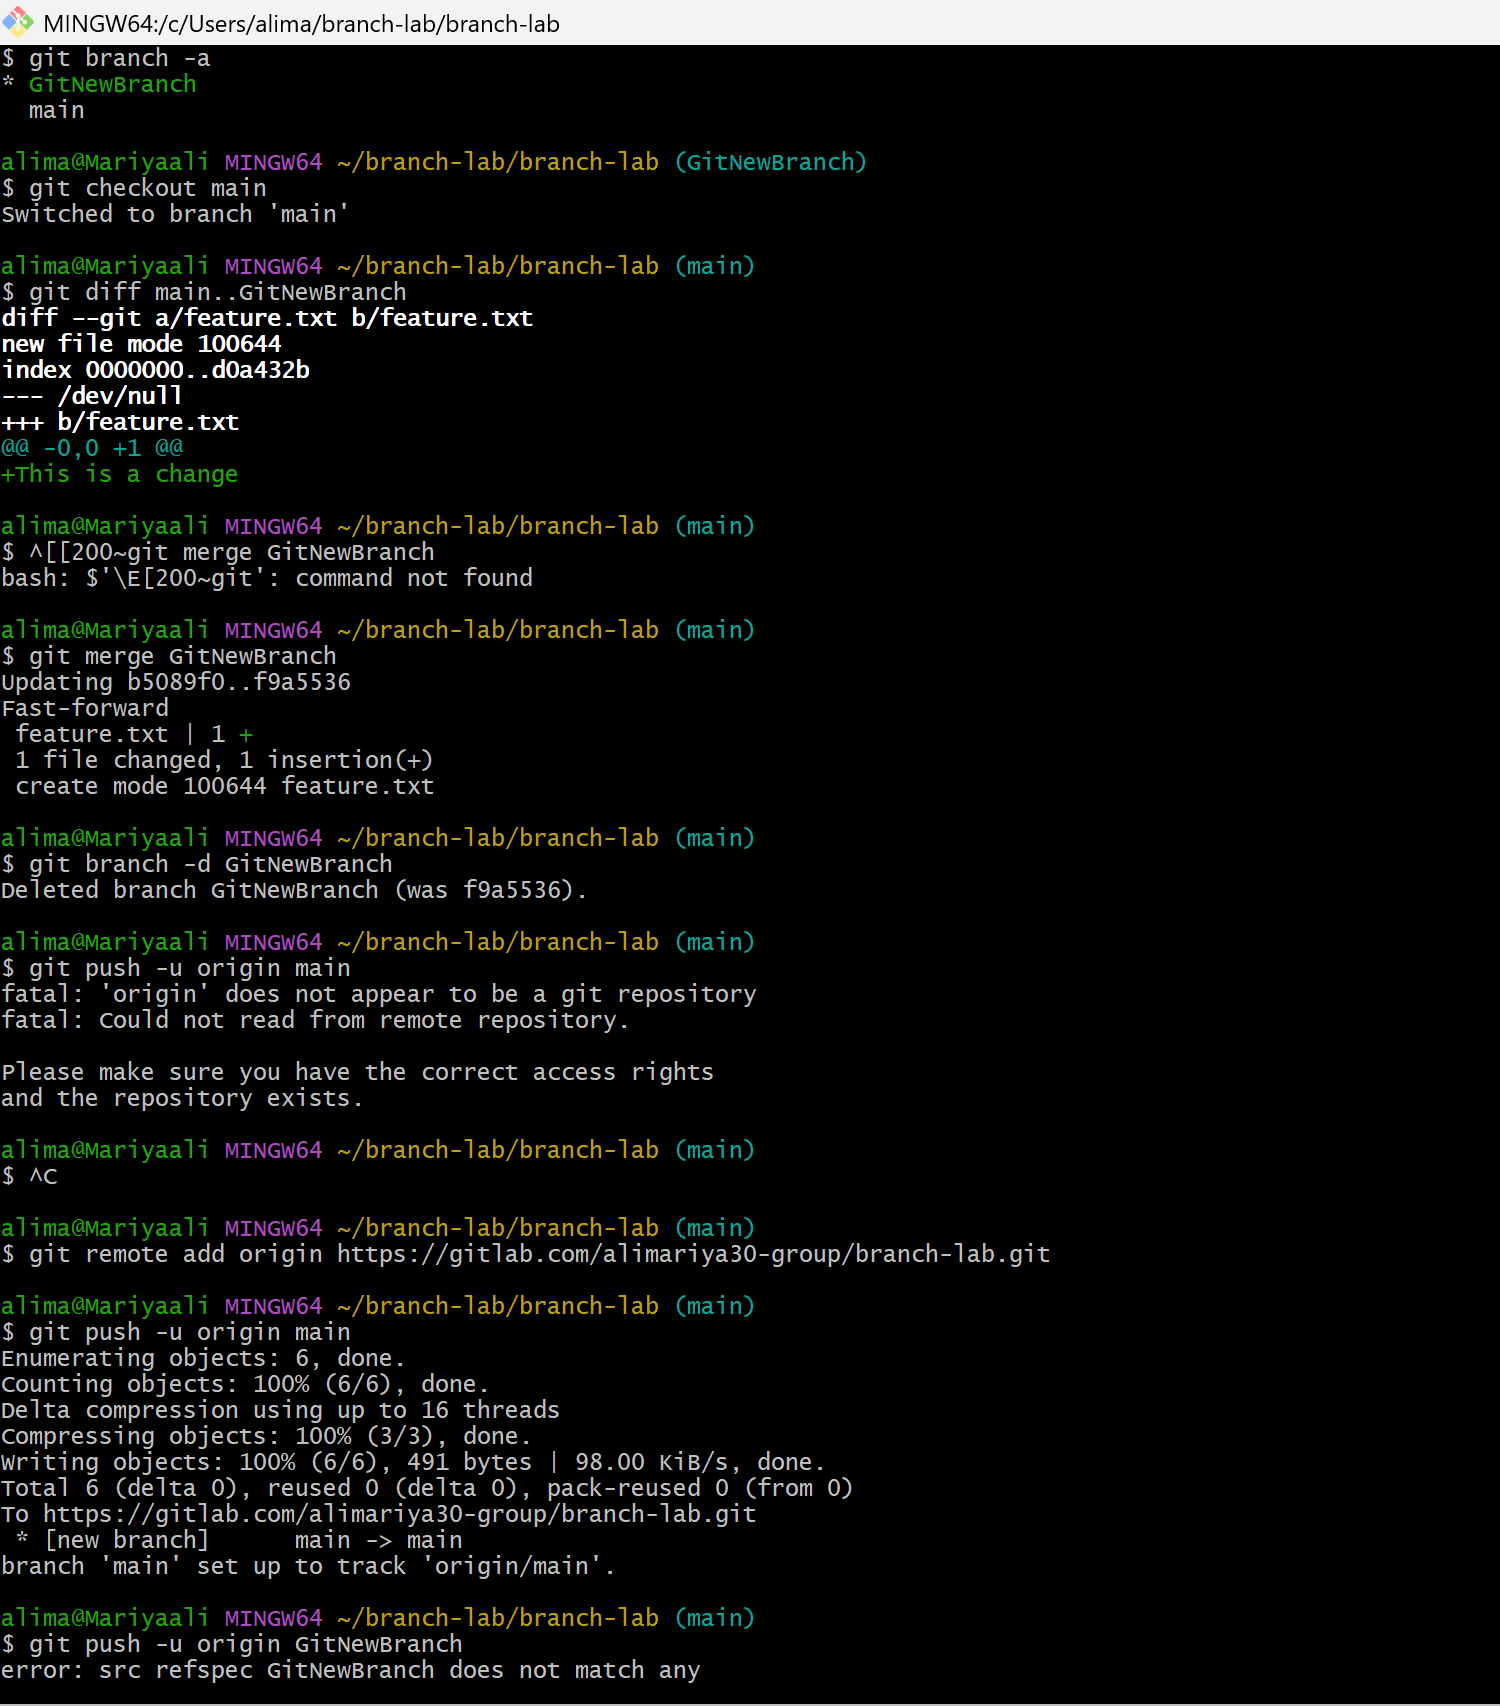 MINGW64:/c/Users/alima/branch-lab/branch-lab
$ git branch -a
* GitNewBranch
  main
alima@Mariyaali MINGW64 ~/branch-lab/branch-lab (GitNewBranch)
$ git checkout main
Switched to branch 'main'
alima@Mariyaali MINGW64 ~/branch-lab/branch-lab (main)
$ git diff main..GitNewBranch
diff --git a/feature.txt b/feature.txt
new file mode 100644
index 0000000..d0a432b
--- /dev/null
+++ b/feature.txt
@@ -0,0 +1 @@
+This is a change
alima@Mariyaali MINGW64 ~/branch-lab/branch-lab (main)
$ ^[[200~git merge GitNewBranch
bash: $'\E[200~git': command not found
alima@Mariyaali MINGW64 ~/branch-lab/branch-lab (main)
$ git merge GitNewBranch
Updating b5089f0..f9a5536
Fast-forward
 feature.txt | 1 +
 1 file changed, 1 insertion(+)
 create mode 100644 feature.txt
alima@Mariyaali MINGW64 ~/branch-lab/branch-lab (main)
$ git branch -d GitNewBranch
Deleted branch GitNewBranch (was f9a5536).
alima@Mariyaali MINGW64 ~/branch-lab/branch-lab (main)
$ git push -u origin main
fatal: 'origin' does not appear to be a git repository
fatal: Could not read from remote repository.
Please make sure you have the correct access rights
and the repository exists.
alima@Mariyaali MINGW64 ~/branch-lab/branch-lab (main)
$ ^C
alima@Mariyaali MINGW64 ~/branch-lab/branch-lab (main)
$ git remote add origin https://gitlab.com/alimariya30-group/branch-lab.git
alima@Mariyaali MINGW64 ~/branch-lab/branch-lab (main)
$ git push -u origin main
Enumerating objects: 6, done.
Counting objects: 100% (6/6), done.
Delta compression using up to 16 threads
Compressing objects: 100% (3/3), done.
Writing objects: 100% (6/6), 491 bytes | 98.00 KiB/s, done.
Total 6 (delta 0), reused 0 (delta 0), pack-reused 0 (from 0)
To https://gitlab.com/alimariya30-group/branch-lab.git
 * [new branch]      main -> main
branch 'main' set up to track 'origin/main'.
alima@Mariyaali MINGW64 ~/branch-lab/branch-lab (main)
$ git push -u origin GitNewBranch
error: src refspec GitNewBranch does not match any